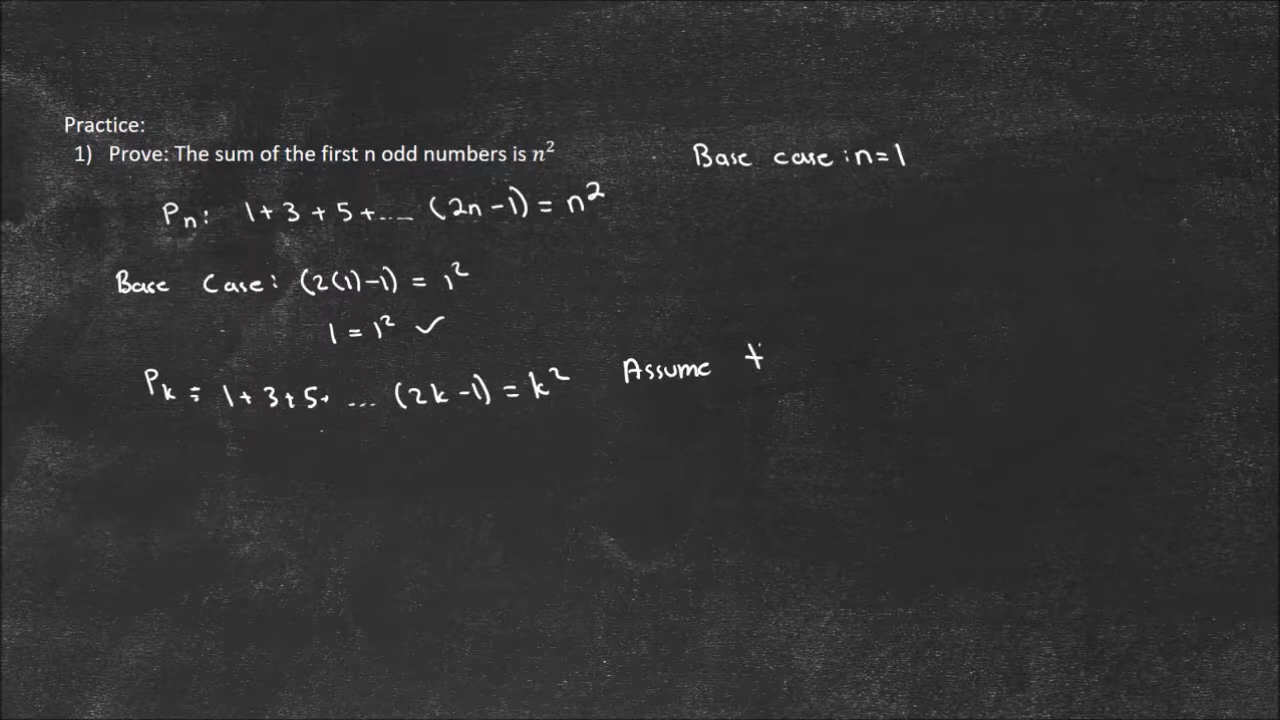 Practice:
1) Prove: The sum of the first n odd numbers is n²
Base case: n=1
Pn: 1+3+5+.... (2n-1) = n²
Base Case: (2(1)-1) = 1²
1 = 1² ✓
Pk = 1+3+5+ ... (2k-1) = k² Assume